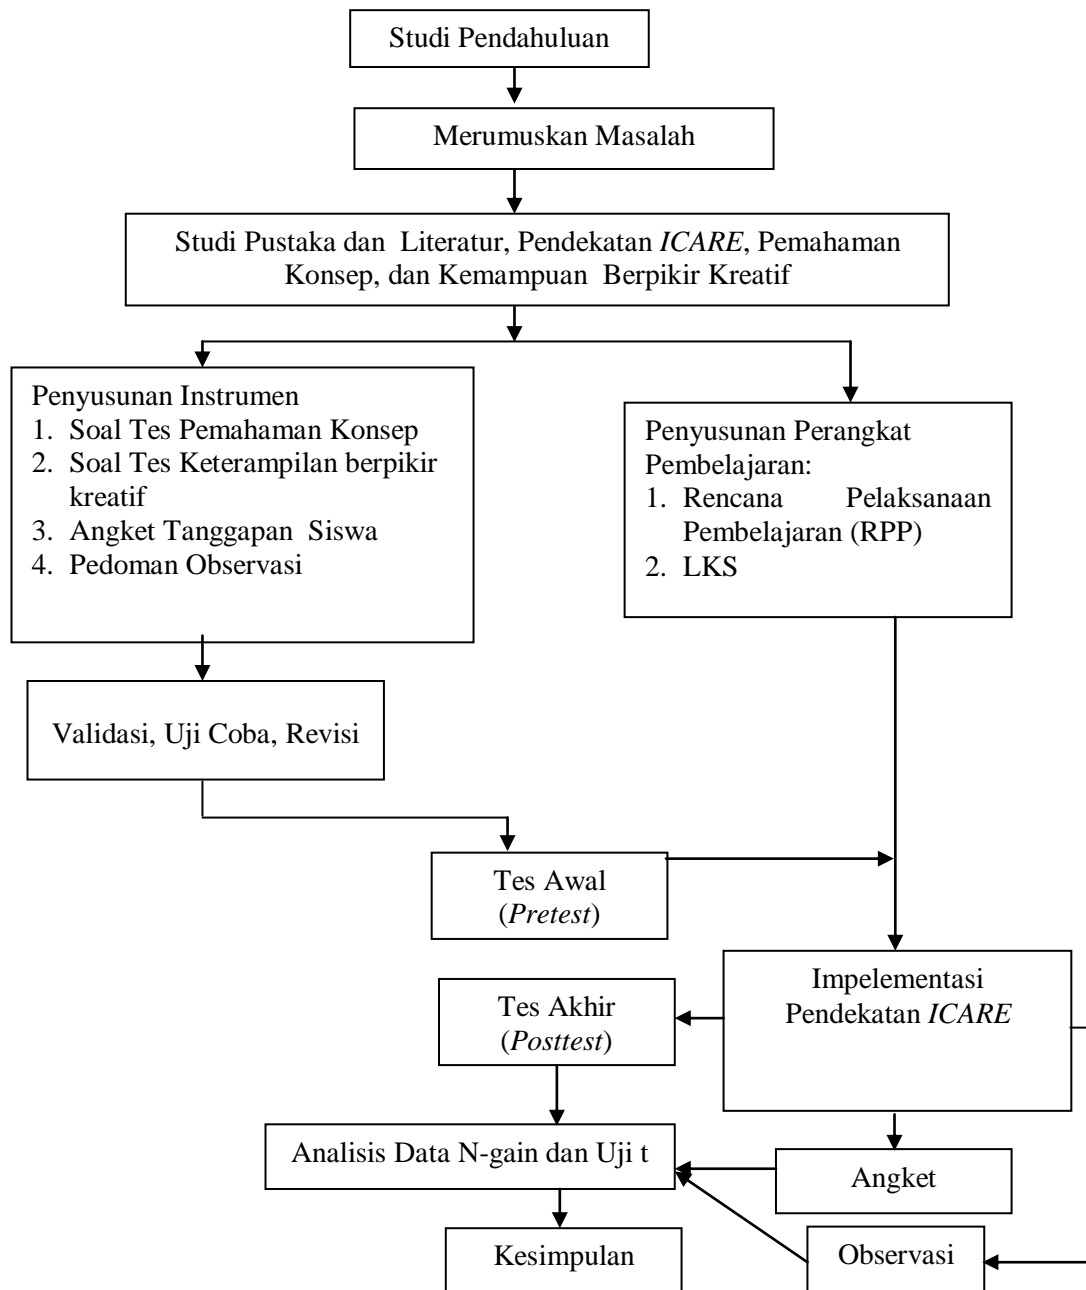 Studi Pendahuluan
Merumuskan Masalah
Studi Pustaka dan Literatur, Pendekatan ICARE, Pemahaman
Konsep, dan Kemampuan Berpikir Kreatif
Penyusunan Instrumen
1. Soal Tes Pemahaman Konsep
2. Soal Tes Keterampilan berpikir
kreatif
3. Angket Tanggapan Siswa
4. Pedoman Observasi
Penyusunan Perangkat
Pembelajaran:
1. Rencana Pelaksanaan
Pembelajaran (RPP)
2. LKS
Validasi, Uji Coba, Revisi
Tes Awal
(Pretest)
Impelementasi
Pendekatan ICARE
Tes Akhir
(Posttest)
Analisis Data N-gain dan Uji t
Angket
Kesimpulan
Observasi